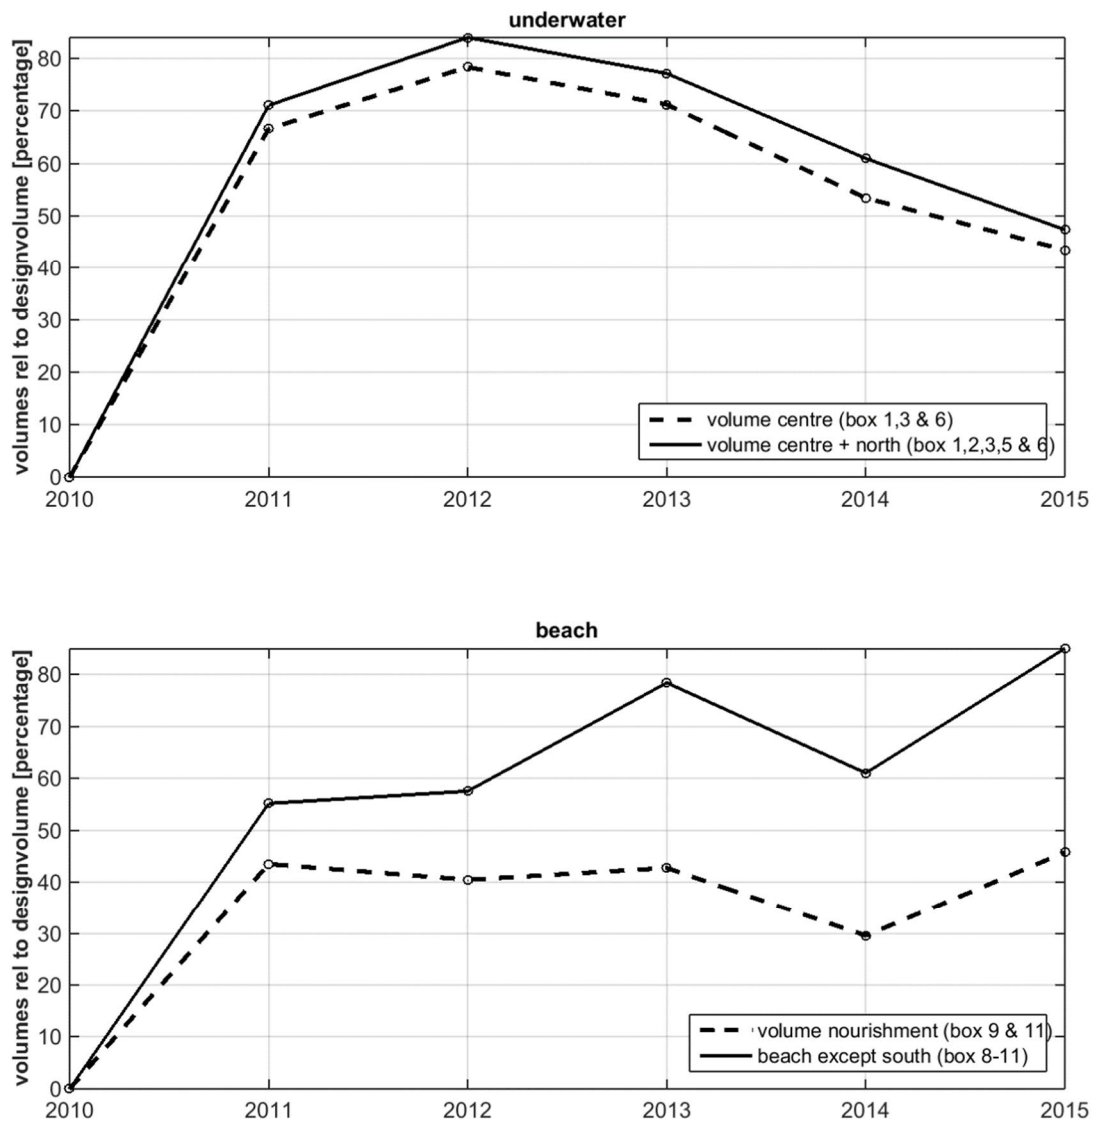 underwater
volumes rel to designvolume [percentage]
80
70
60
50
40
30
20
10
0
volume centre (box 1,3 & 6)
volume centre + north (box 1,2,3,5 & 6)
2010 2011 2012 2013 2014 2015
beach
volumes rel to designvolume [percentage]
80
70
60
50
40
30
20
10
0
volume nourishment (box 9 & 11)
beach except south (box 8-11)
2010 2011 2012 2013 2014 2015